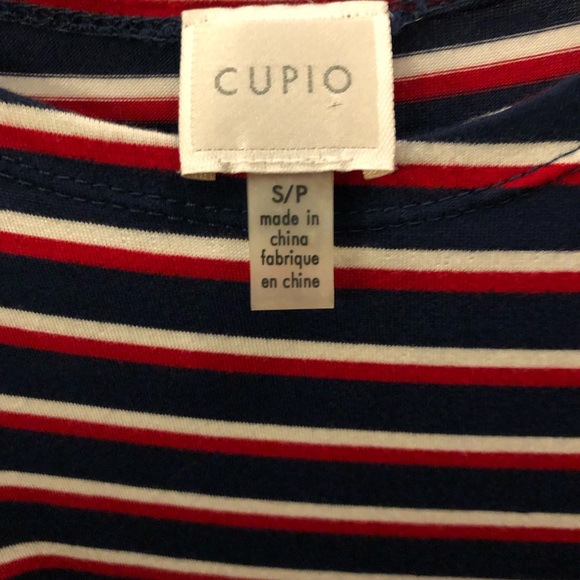 CUPIO
S/P
made in
china
fabrique
en chine